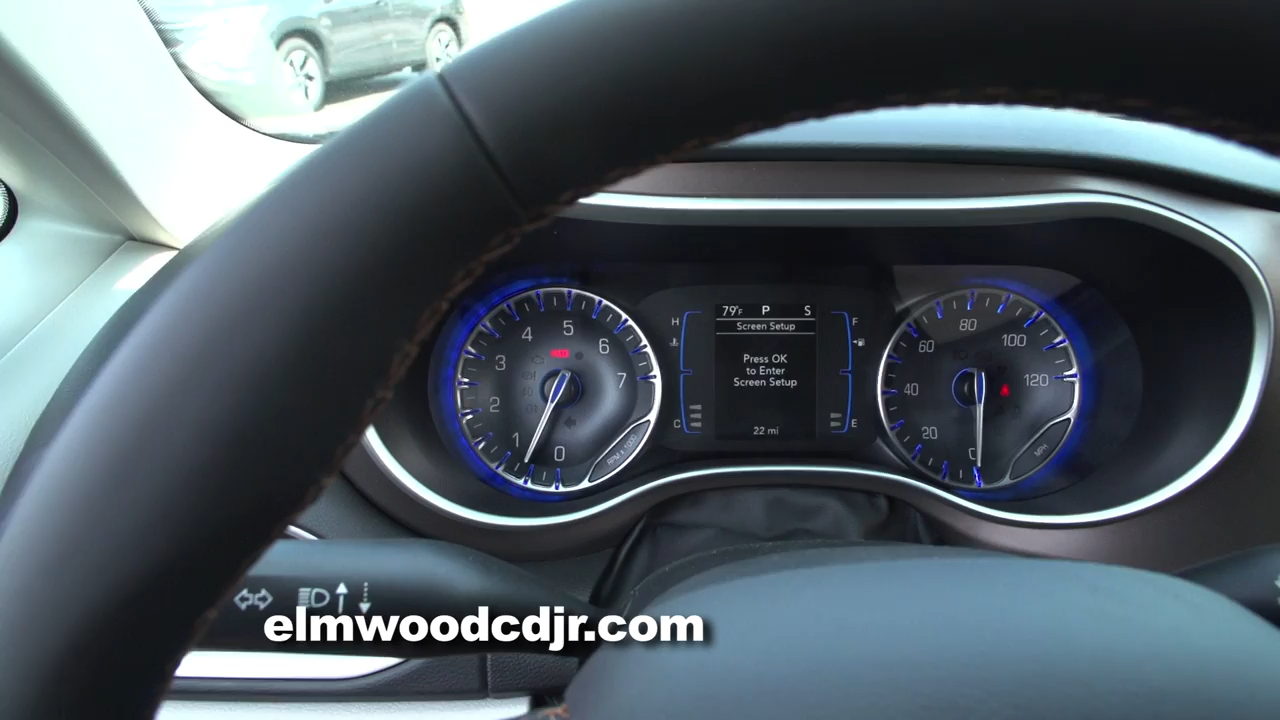 79°F P S
Screen Setup
Press OK
to Enter
Screen Setup
22 mi
H
C
F
E
0
1
2
3
4
5
6
7
RPM x 1000
0
20
40
60
80
100
120
MPH
elmwoodcdjr.com